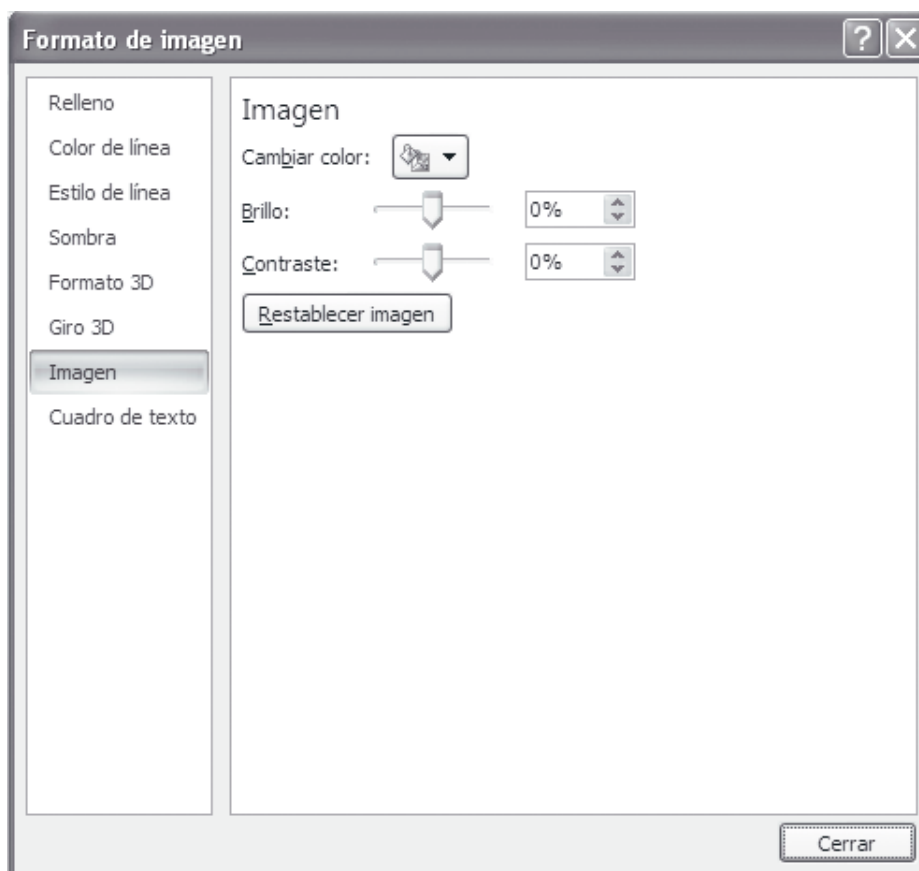 Formato de imagen
Relleno
Color de línea
Estilo de línea
Sombra
Formato 3D
Giro 3D
Imagen
Cuadro de texto
Imagen
Cambiar color:
Brillo: 0%
Contraste: 0%
Restablecer imagen
Cerrar